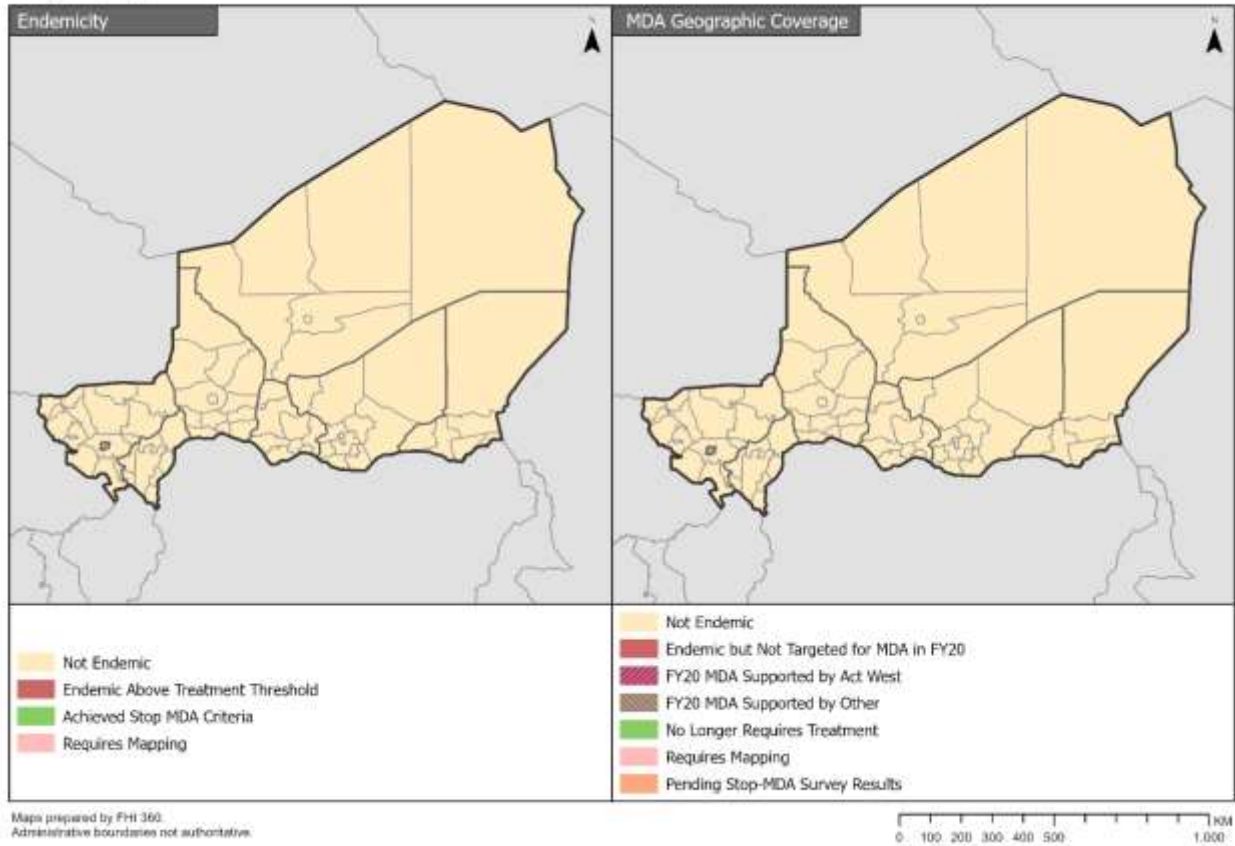 Endemicity
MDA Geographic Coverage
N
N
Not Endemic
Endemic Above Treatment Threshold
Achieved Stop MDA Criteria
Requires Mapping
Not Endemic
Endemic but Not Targeted for MDA in FY20
FY20 MDA Supported by Act West
FY20 MDA Supported by Other
No Longer Requires Treatment
Requires Mapping
Pending Stop-MDA Survey Results
Maps prepared by FHI 360.
Administrative boundaries not authoritative.
KM
0 100 200 300 400 500 1.000